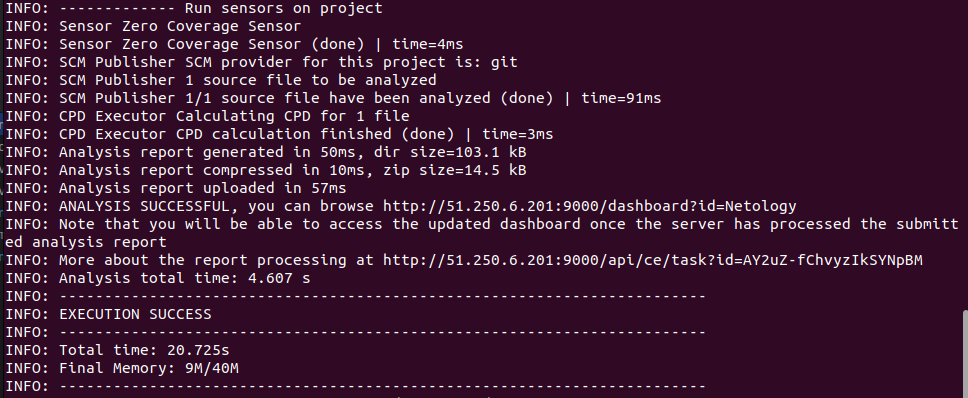 INFO: ------------- Run sensors on project
INFO: Sensor Zero Coverage Sensor
INFO: Sensor Zero Coverage Sensor (done) | time=4ms
INFO: SCM Publisher SCM provider for this project is: git
INFO: SCM Publisher 1 source file to be analyzed
INFO: SCM Publisher 1/1 source file have been analyzed (done) | time=91ms
INFO: CPD Executor Calculating CPD for 1 file
INFO: CPD Executor CPD calculation finished (done) | time=3ms
INFO: Analysis report generated in 50ms, dir size=103.1 kB
INFO: Analysis report compressed in 10ms, zip size=14.5 kB
INFO: Analysis report uploaded in 57ms
INFO: ANALYSIS SUCCESSFUL, you can browse http://51.250.6.201:9000/dashboard?id=Netology
INFO: Note that you will be able to access the updated dashboard once the server has processed the submitt
ed analysis report
INFO: More about the report processing at http://51.250.6.201:9000/api/ce/task?id=AY2uZ-fChvyzIkSYNpBM
INFO: Analysis total time: 4.607 s
INFO: ------------------------------------------------------------------------
INFO: EXECUTION SUCCESS
INFO: ------------------------------------------------------------------------
INFO: Total time: 20.725s
INFO: Final Memory: 9M/40M
INFO: ------------------------------------------------------------------------